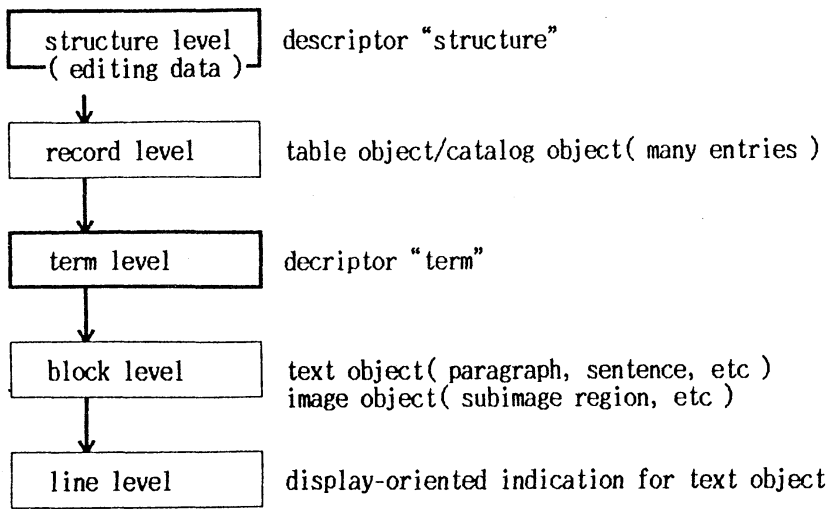 structure level descriptor “structure”
( editing data )
record level table object/catalog object( many entries )
term level decriptor “term”
block level text object( paragraph, sentence, etc )
image object( subimage region, etc )
line level display-oriented indication for text object